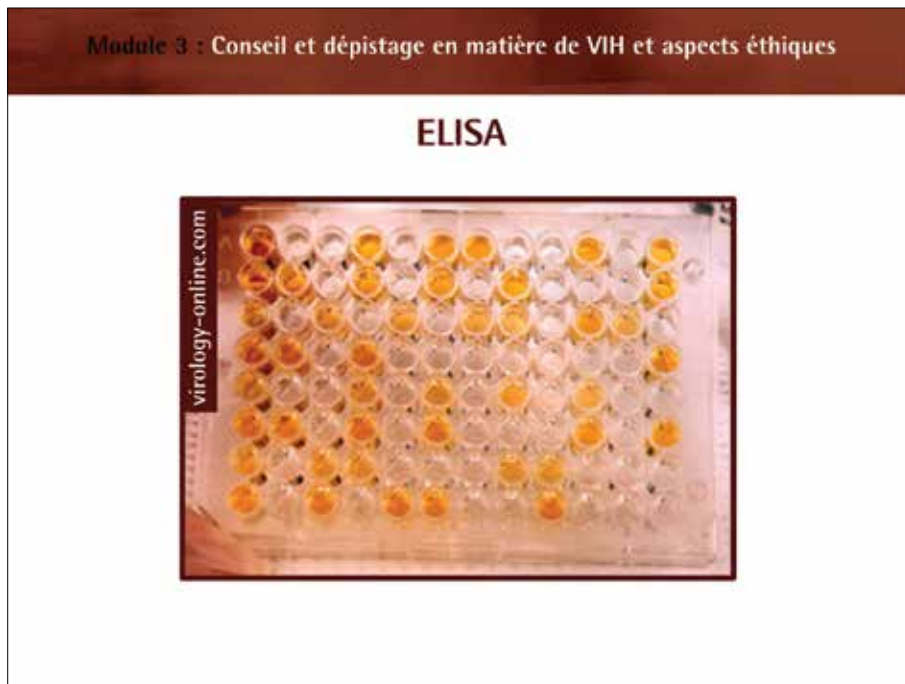 Module 3 : Conseil et dépistage en matière de VIH et aspects éthiques
ELISA
virology-online.com